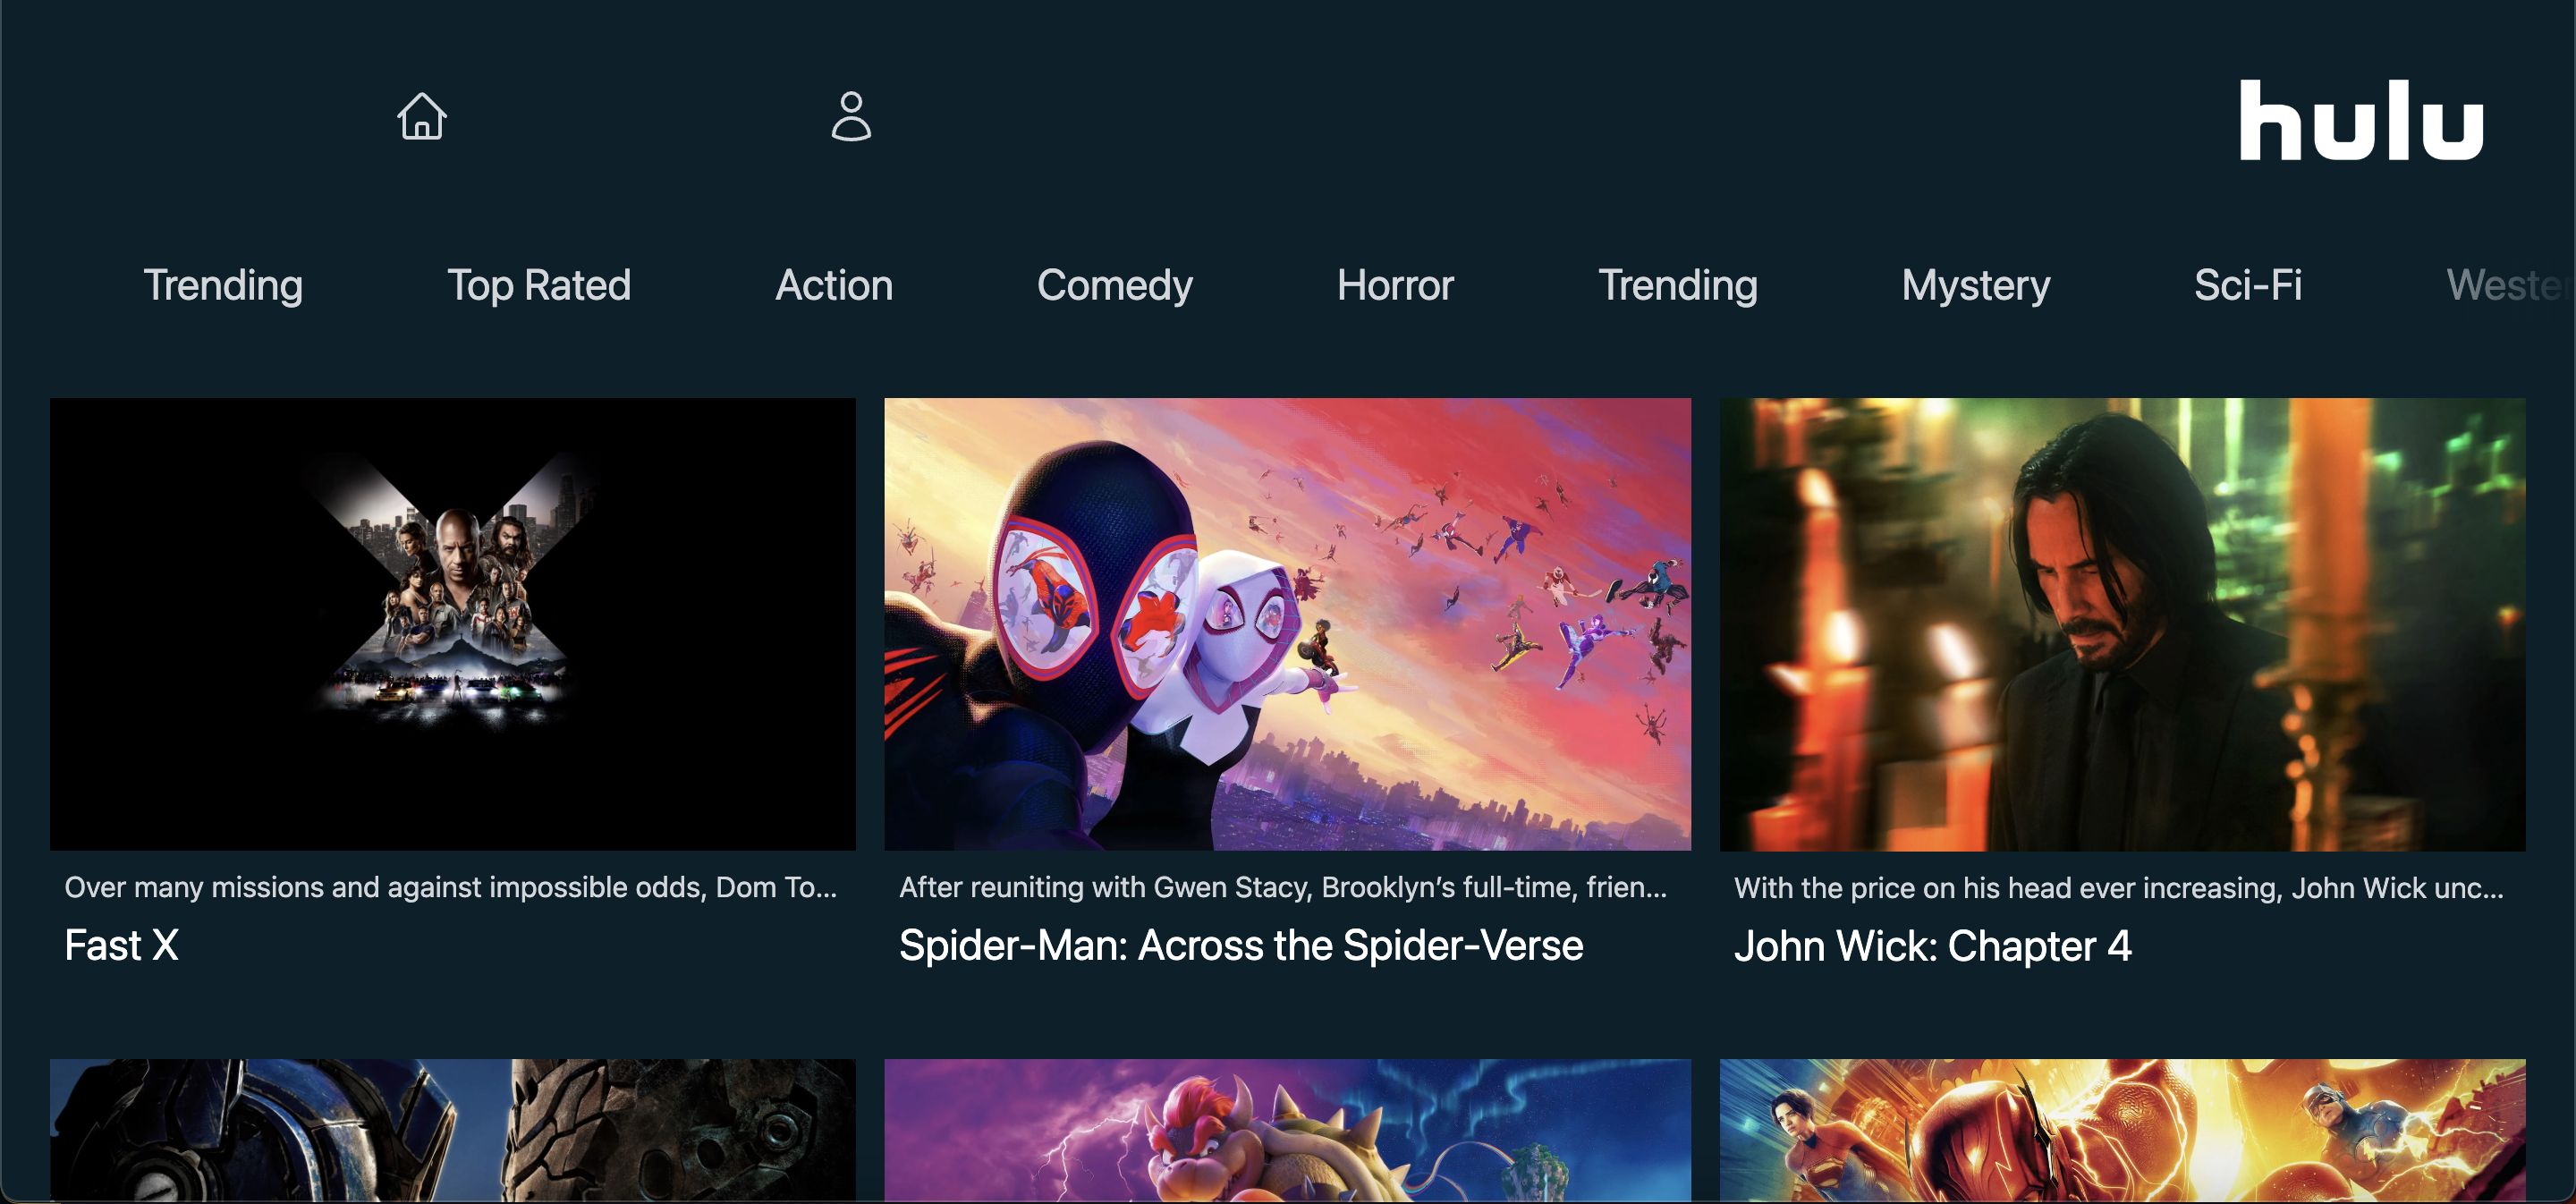 hulu
Trending
Top Rated
Action
Comedy
Horror
Trending
Mystery
Sci-Fi
Over many missions and against impossible odds, Dom To...
Fast X
After reuniting with Gwen Stacy, Brooklyn’s full-time, frien...
Spider-Man: Across the Spider-Verse
With the price on his head ever increasing, John Wick unc...
John Wick: Chapter 4